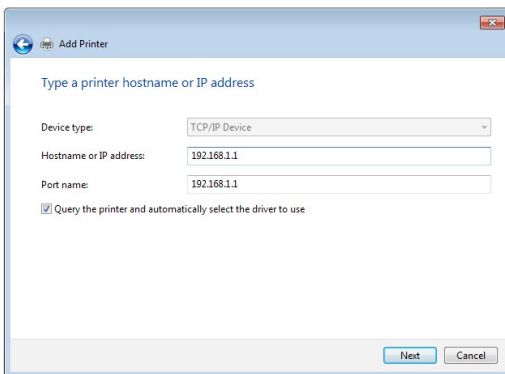 Add Printer
Type a printer hostname or IP address
Device type: TCP/IP Device
Hostname or IP address: 192.168.1.1
Port name: 192.168.1.1
Query the printer and automatically select the driver to use
Next Cancel